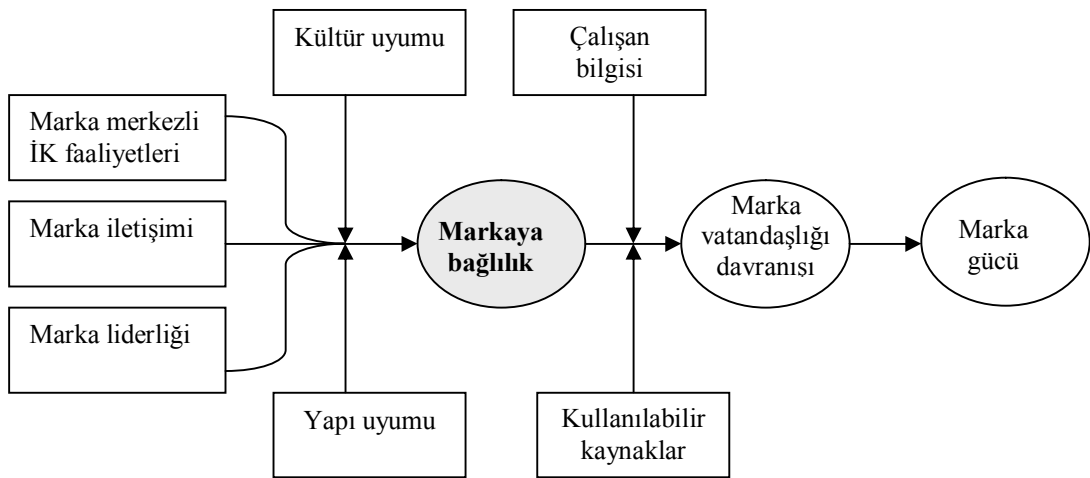 Kültür uyumu
Çalışan
bilgisi
Marka merkezli
İK faaliyetleri
Marka iletişimi
Marka liderliği
Markaya
bağlılık
Marka
vatandaşlığı
davranışı
Marka
gücü
Yapı uyumu
Kullanılabilir
kaynaklar